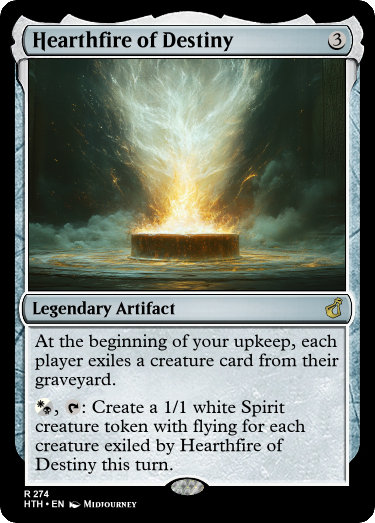 Hearthfire of Destiny 3
Legendary Artifact
At the beginning of your upkeep, each
player exiles a creature card from their
graveyard.
, : Create a 1/1 white Spirit
creature token with flying for each
creature exiled by Hearthfire of
Destiny this turn.
R 274
HTH • EN Midjourney